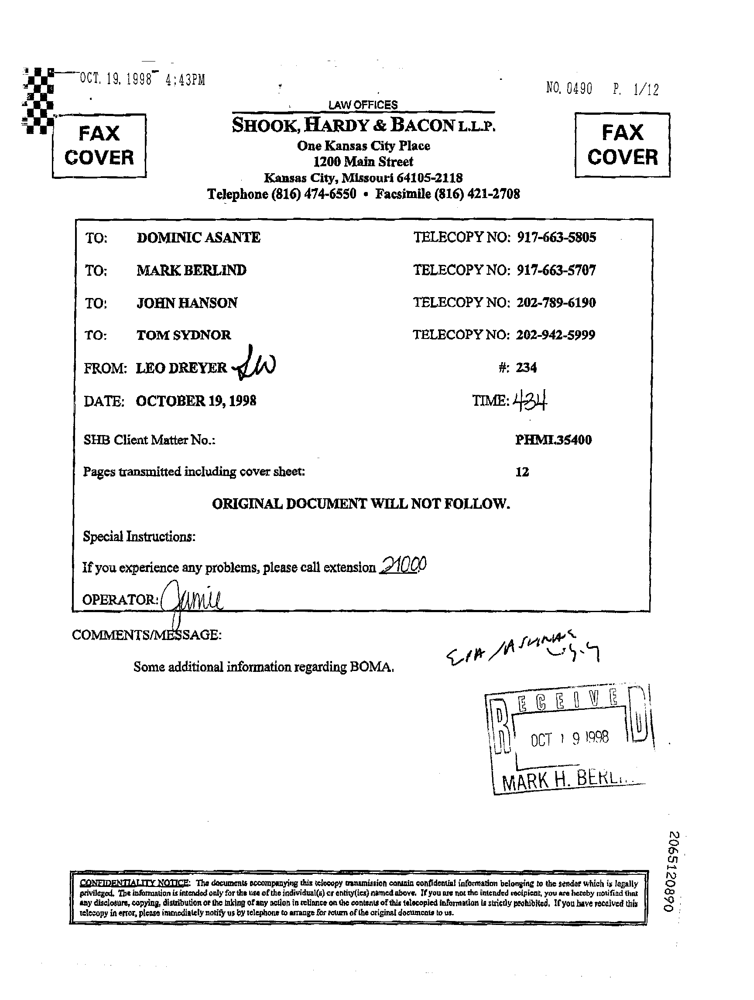 OCT. 19. 1998 4:43PM
NO. 0490 P. 1/12
FAX COVER
LAW OFFICES
SHOOK, HARDY & BACON L.L.P.
One Kansas City Place
1200 Main Street
Kansas City, Missouri 64105-2118
Telephone (816) 474-6550 • Facsimile (816) 421-2708
FAX COVER
TO: DOMINIC ASANTE TELECOPY NO: 917-663-5805
TO: MARK BERLIND TELECOPY NO: 917-663-5707
TO: JOHN HANSON TELECOPY NO: 202-789-6190
TO: TOM SYDNOR TELECOPY NO: 202-942-5999
FROM: LEO DREYER #: 234
DATE: OCTOBER 19, 1998 TIME: 434
SHB Client Matter No.: PHMI.35400
Pages transmitted including cover sheet: 12
ORIGINAL DOCUMENT WILL NOT FOLLOW.
Special Instructions:
If you experience any problems, please call extension 21000
OPERATOR: Jamie
COMMENTS/MESSAGE:
Some additional information regarding BOMA.
RECEIVED
OCT 19 1998
MARK H. BERL
2065120890
CONFIDENTIALITY NOTICE: The documents accompanying this telecopy transmission contain confidential information belonging to the sender which is legally
privileged. The information is intended only for the use of the individual(s) or entity(ies) named above. If you are not the intended recipient, you are hereby notified that
any disclosure, copying, distribution or the taking of any action in reliance on the contents of this telecopied information is strictly prohibited. If you have received this
telecopy in error, please immediately notify us by telephone to arrange for return of the original documents to us.